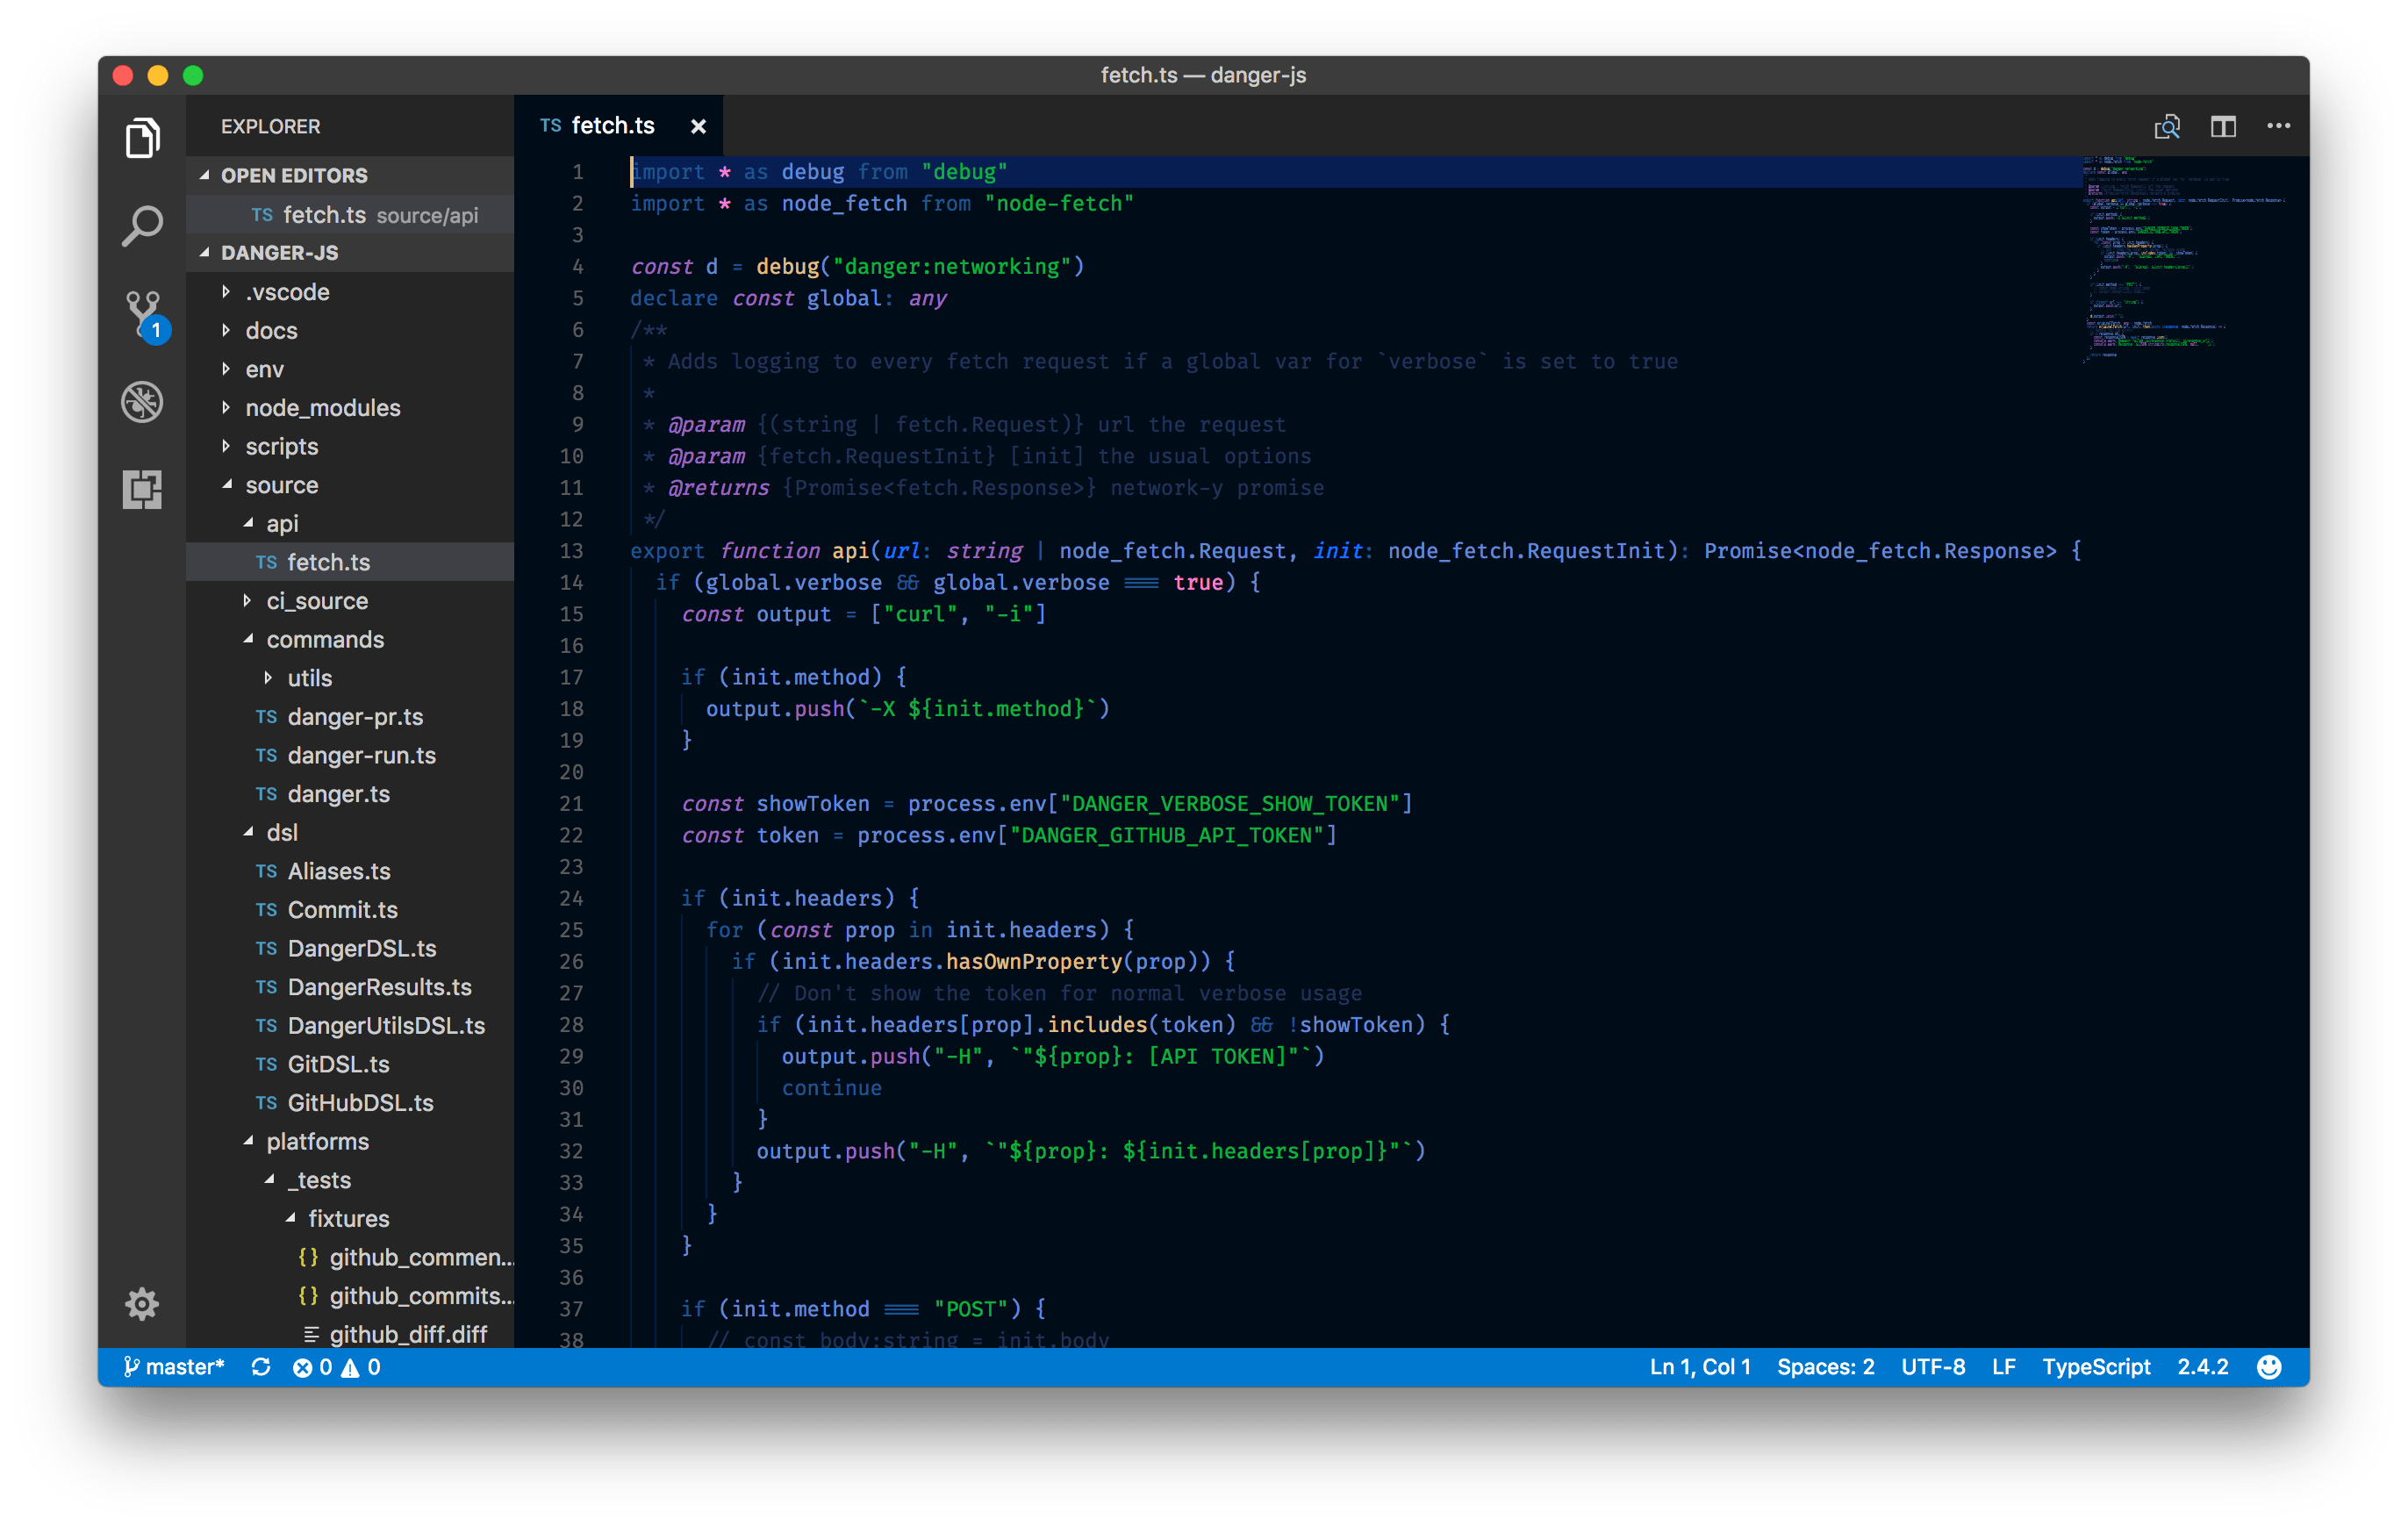 fetch.ts — danger-js
EXPLORER
OPEN EDITORS
TS fetch.ts source/api
DANGER-JS
.vscode
docs
env
node_modules
scripts
source
api
TS fetch.ts
ci_source
commands
utils
TS danger-pr.ts
TS danger-run.ts
TS danger.ts
dsl
TS Aliases.ts
TS Commit.ts
TS DangerDSL.ts
TS DangerResults.ts
TS DangerUtilsDSL.ts
TS GitDSL.ts
TS GitHubDSL.ts
platforms
_tests
fixtures
{} github_commen...
{} github_commits...
github_diff.diff
1
TS fetch.ts
1 import * as debug from "debug"
2 import * as node_fetch from "node-fetch"
3
4 const d = debug("danger:networking")
5 declare const global: any
6 /**
7 * Adds logging to every fetch request if a global var for `verbose` is set to true
8 *
9 * @param {(string | fetch.Request)} url the request
10 * @param {fetch.RequestInit} [init] the usual options
11 * @returns {Promise<fetch.Response>} network-y promise
12 */
13 export function api(url: string | node_fetch.Request, init: node_fetch.RequestInit): Promise<node_fetch.Response> {
14 if (global.verbose && global.verbose === true) {
15 const output = ["curl", "-i"]
16
17 if (init.method) {
18 output.push(`-X ${init.method}`)
19 }
20
21 const showToken = process.env["DANGER_VERBOSE_SHOW_TOKEN"]
22 const token = process.env["DANGER_GITHUB_API_TOKEN"]
23
24 if (init.headers) {
25 for (const prop in init.headers) {
26 if (init.headers.hasOwnProperty(prop)) {
27 // Don't show the token for normal verbose usage
28 if (init.headers[prop].includes(token) && !showToken) {
29 output.push("-H", `"${prop}: [API TOKEN]"`)
30 continue
31 }
32 output.push("-H", `"${prop}: ${init.headers[prop]}"`)
33 }
34 }
35 }
36
37 if (init.method === "POST") {
38 // const body:string = init.body
master* 0 0
Ln 1, Col 1 Spaces: 2 UTF-8 LF TypeScript 2.4.2